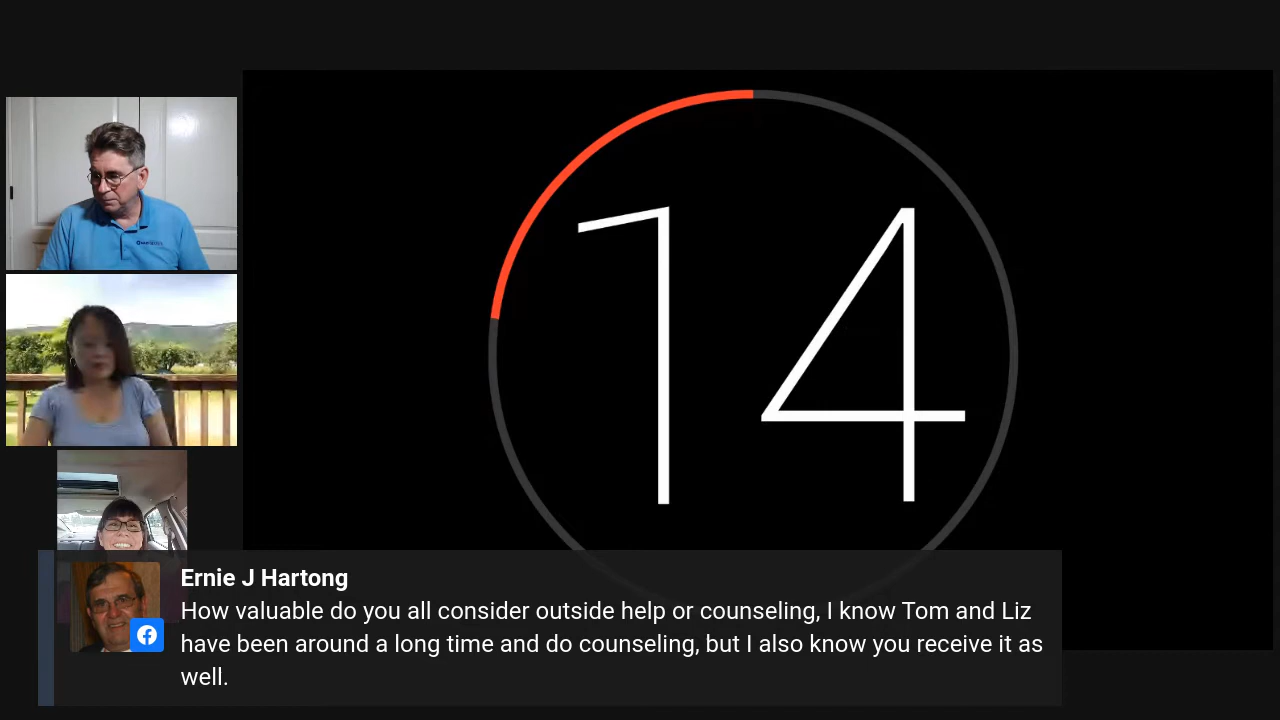 14
Ernie J Hartong
How valuable do you all consider outside help or counseling, I know Tom and Liz
have been around a long time and do counseling, but I also know you receive it as
well.